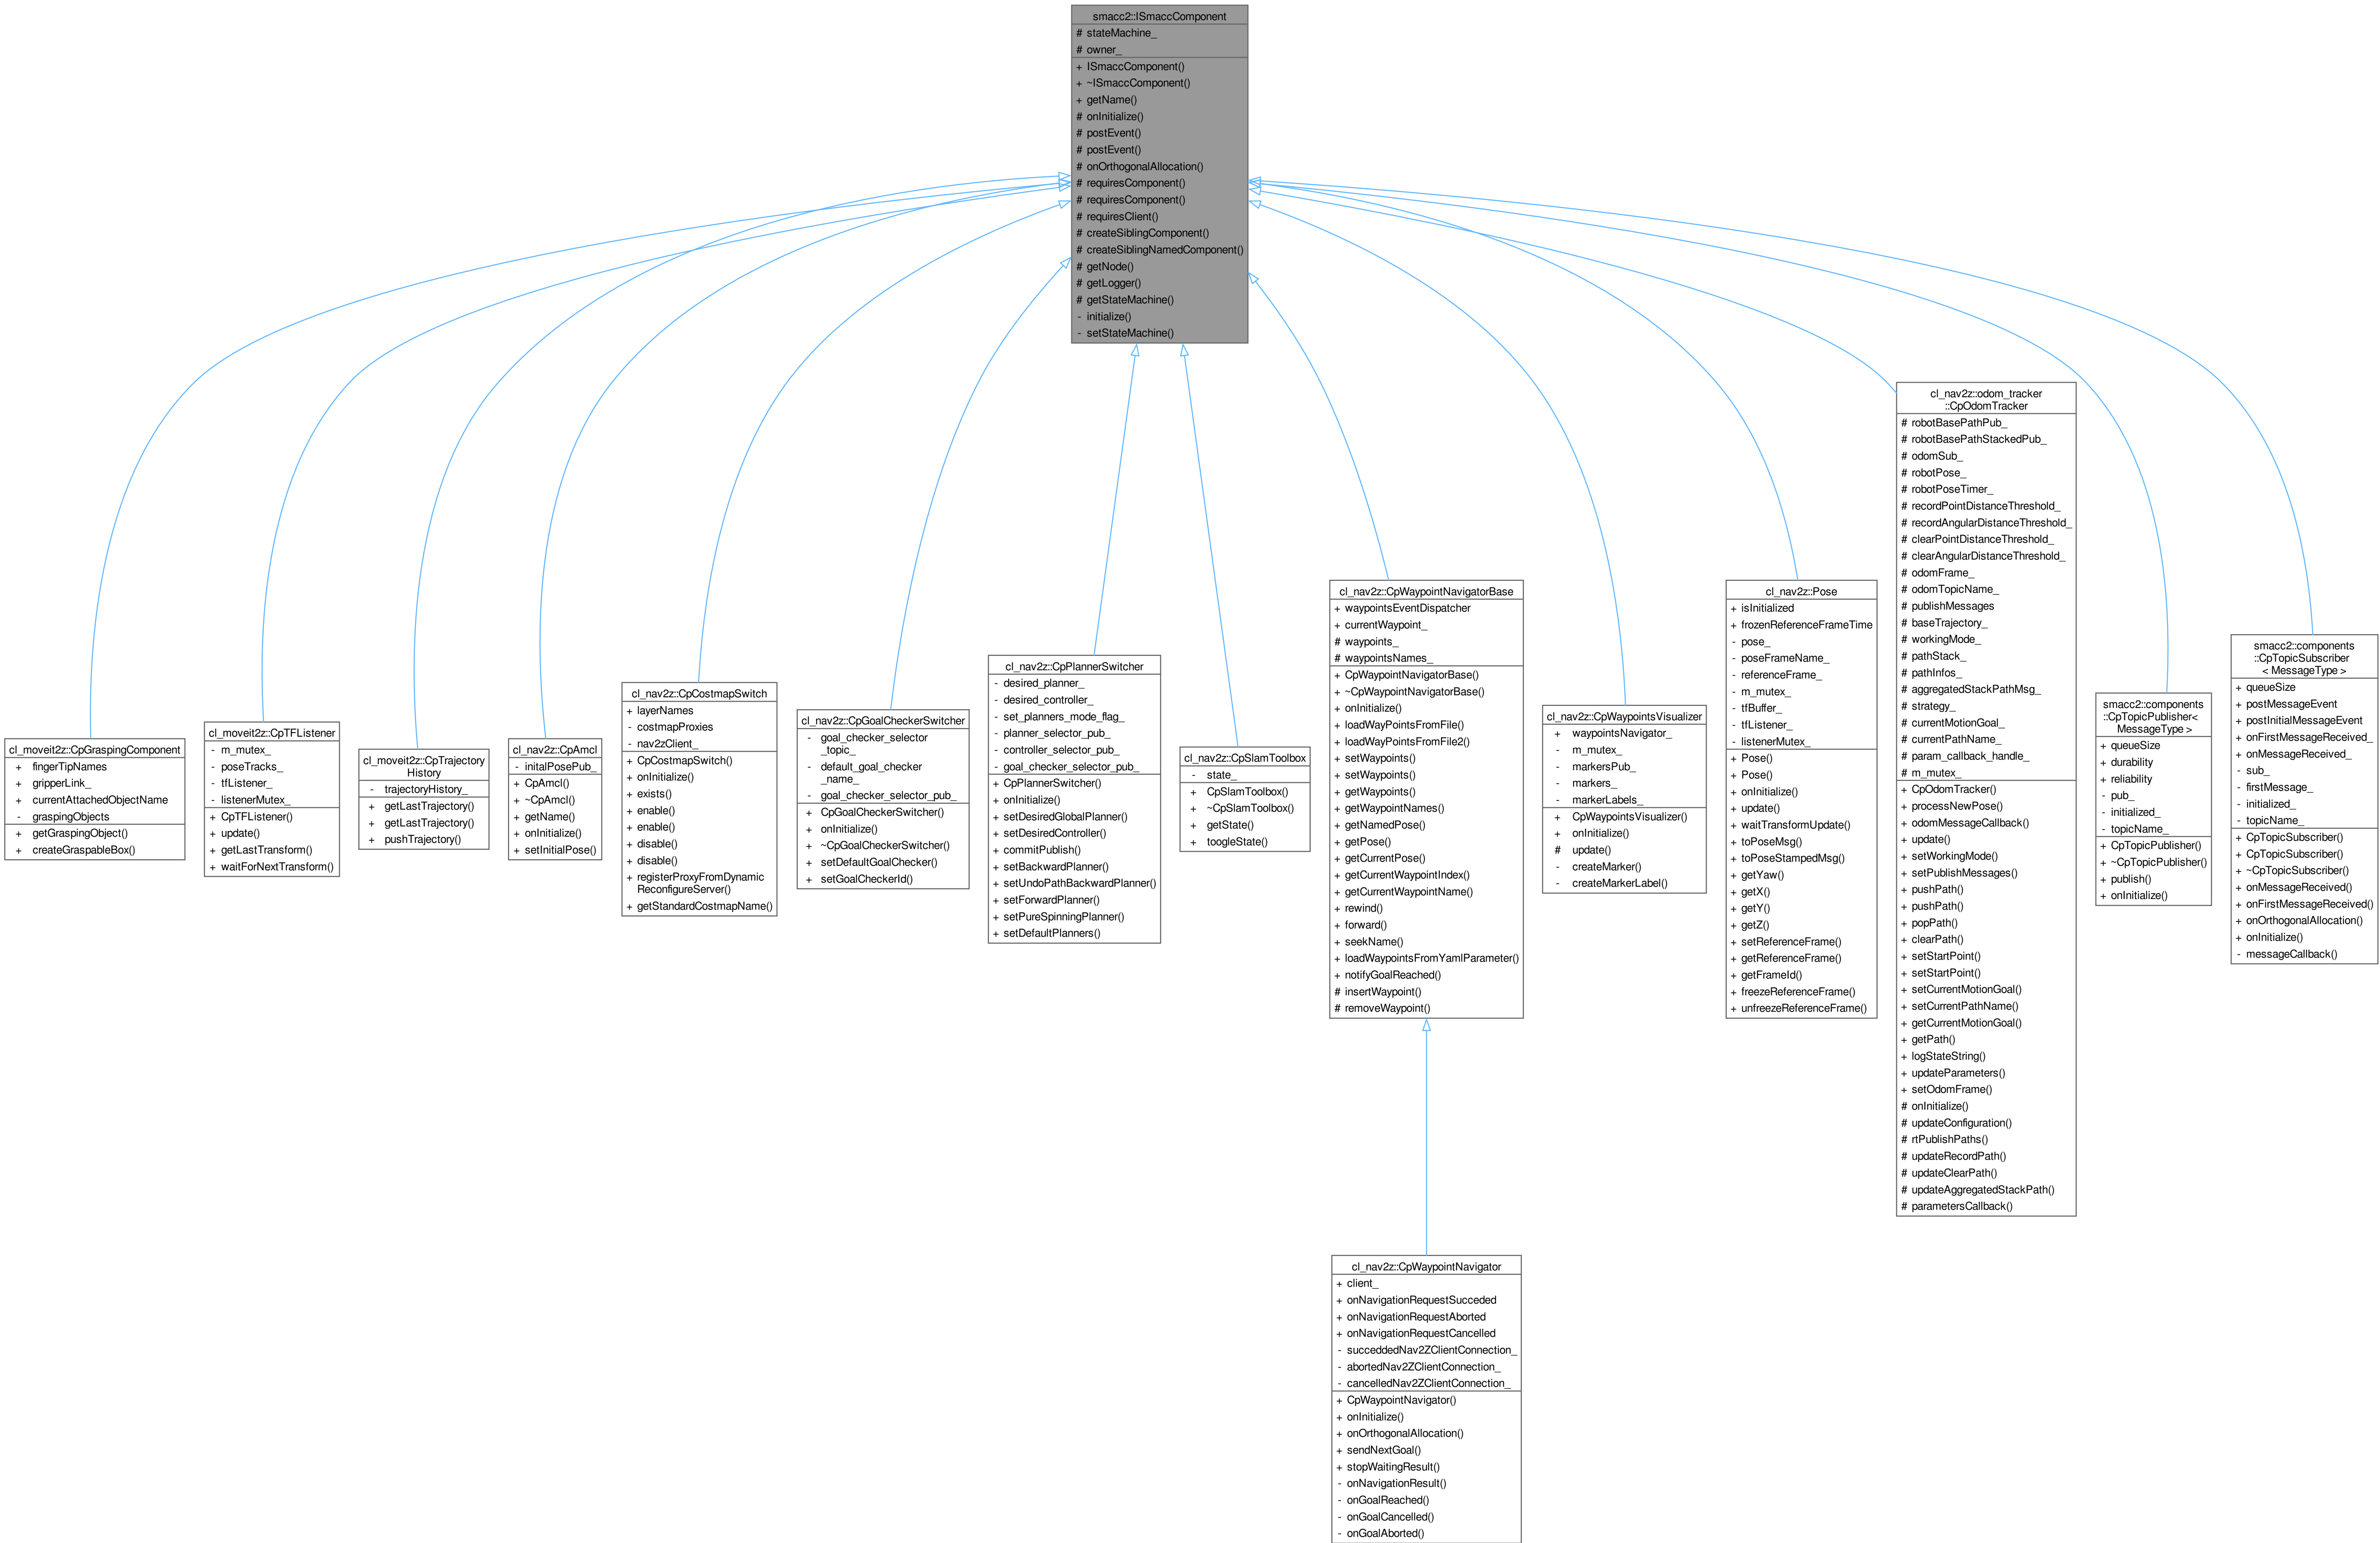 smacc2::ISmaccComponent
# stateMachine_
# owner_
+ ISmaccComponent()
+ ~ISmaccComponent()
+ getName()
# onInitialize()
# postEvent()
# postEvent()
# onOrthogonalAllocation()
# requiresComponent()
# requiresComponent()
# requiresClient()
# createSiblingComponent()
# createSiblingNamedComponent()
# getNode()
# getLogger()
# getStateMachine()
- initialize()
- setStateMachine()
cl_moveit2z::CpGraspingComponent
+ fingerTipNames
+ gripperLink_
+ currentAttachedObjectName
- graspingObjects
+ getGraspingObject()
+ createGraspableBox()
cl_moveit2z::CpTFListener
- m_mutex_
- poseTracks_
- tfListener_
- listenerMutex_
+ CpTFListener()
+ update()
+ getLastTransform()
+ waitForNextTransform()
cl_moveit2z::CpTrajectory
History
- trajectoryHistory_
+ getLastTrajectory()
+ getLastTrajectory()
+ pushTrajectory()
cl_nav2z::CpAmcl
- initalPosePub_
+ CpAmcl()
+ ~CpAmcl()
+ getName()
+ onInitialize()
+ setInitialPose()
cl_nav2z::CpCostmapSwitch
+ layerNames
- costmapProxies
- nav2zClient_
+ CpCostmapSwitch()
+ onInitialize()
+ exists()
+ enable()
+ enable()
+ disable()
+ disable()
+ registerProxyFromDynamic
ReconfigureServer()
+ getStandardCostmapName()
cl_nav2z::CpGoalCheckerSwitcher
- goal_checker_selector
_topic_
- default_goal_checker
_name_
- goal_checker_selector_pub_
+ CpGoalCheckerSwitcher()
+ onInitialize()
+ ~CpGoalCheckerSwitcher()
+ setDefaultGoalChecker()
+ setGoalCheckerId()
cl_nav2z::CpPlannerSwitcher
- desired_planner_
- desired_controller_
- set_planners_mode_flag_
- planner_selector_pub_
- controller_selector_pub_
- goal_checker_selector_pub_
+ CpPlannerSwitcher()
+ onInitialize()
+ setDesiredGlobalPlanner()
+ setDesiredController()
+ commitPublish()
+ setBackwardPlanner()
+ setUndoPathBackwardPlanner()
+ setForwardPlanner()
+ setPureSpinningPlanner()
+ setDefaultPlanners()
cl_nav2z::CpSlamToolbox
- state_
+ CpSlamToolbox()
+ ~CpSlamToolbox()
+ getState()
+ toogleState()
cl_nav2z::CpWaypointNavigatorBase
+ waypointsEventDispatcher
+ currentWaypoint_
# waypoints_
# waypointsNames_
+ CpWaypointNavigatorBase()
+ ~CpWaypointNavigatorBase()
+ onInitialize()
+ loadWayPointsFromFile()
+ loadWayPointsFromFile2()
+ setWaypoints()
+ setWaypoints()
+ getWaypoints()
+ getWaypointNames()
+ getNamedPose()
+ getPose()
+ getCurrentPose()
+ getCurrentWaypointIndex()
+ getCurrentWaypointName()
+ rewind()
+ forward()
+ seekName()
+ loadWaypointsFromYamlParameter()
+ notifyGoalReached()
# insertWaypoint()
# removeWaypoint()
cl_nav2z::CpWaypointsVisualizer
+ waypointsNavigator_
- m_mutex_
- markersPub_
- markers_
- markerLabels_
+ CpWaypointsVisualizer()
+ onInitialize()
# update()
- createMarker()
- createMarkerLabel()
cl_nav2z::Pose
+ isInitialized
+ frozenReferenceFrameTime
- pose_
- poseFrameName_
- referenceFrame_
- m_mutex_
- tfBuffer_
- tfListener_
- listenerMutex_
+ Pose()
+ Pose()
+ onInitialize()
+ update()
+ waitTransformUpdate()
+ toPoseMsg()
+ toPoseStampedMsg()
+ getYaw()
+ getX()
+ getY()
+ getZ()
+ setReferenceFrame()
+ getReferenceFrame()
+ getFrameId()
+ freezeReferenceFrame()
+ unfreezeReferenceFrame()
cl_nav2z::odom_tracker
::CpOdomTracker
# robotBasePathPub_
# robotBasePathStackedPub_
# odomSub_
# robotPose_
# robotPoseTimer_
# recordPointDistanceThreshold_
# recordAngularDistanceThreshold_
# clearPointDistanceThreshold_
# clearAngularDistanceThreshold_
# odomFrame_
# odomTopicName_
# publishMessages
# baseTrajectory_
# workingMode_
# pathStack_
# pathInfos_
# aggregatedStackPathMsg_
# strategy_
# currentMotionGoal_
# currentPathName_
# param_callback_handle_
# m_mutex_
+ CpOdomTracker()
+ processNewPose()
+ odomMessageCallback()
+ update()
+ setWorkingMode()
+ setPublishMessages()
+ pushPath()
+ pushPath()
+ popPath()
+ clearPath()
+ setStartPoint()
+ setStartPoint()
+ setCurrentMotionGoal()
+ setCurrentPathName()
+ getCurrentMotionGoal()
+ getPath()
+ logStateString()
+ updateParameters()
+ setOdomFrame()
# onInitialize()
# updateConfiguration()
# rtPublishPaths()
# updateRecordPath()
# updateClearPath()
# updateAggregatedStackPath()
# parametersCallback()
smacc2::components
::CpTopicPublisher<
MessageType >
+ queueSize
+ durability
+ reliability
- pub_
- initialized_
- topicName_
+ CpTopicPublisher()
+ ~CpTopicPublisher()
+ publish()
+ onInitialize()
smacc2::components
::CpTopicSubscriber
< MessageType >
+ queueSize
+ postMessageEvent
+ postInitialMessageEvent
+ onFirstMessageReceived_
+ onMessageReceived_
- sub_
- firstMessage_
- initialized_
- topicName_
+ CpTopicSubscriber()
+ CpTopicSubscriber()
+ ~CpTopicSubscriber()
+ onMessageReceived()
+ onFirstMessageReceived()
+ onOrthogonalAllocation()
+ onInitialize()
- messageCallback()
cl_nav2z::CpWaypointNavigator
+ client_
+ onNavigationRequestSucceded
+ onNavigationRequestAborted
+ onNavigationRequestCancelled
- succeddedNav2ZClientConnection_
- abortedNav2ZClientConnection_
- cancelledNav2ZClientConnection_
+ CpWaypointNavigator()
+ onInitialize()
+ onOrthogonalAllocation()
+ sendNextGoal()
+ stopWaitingResult()
- onNavigationResult()
- onGoalReached()
- onGoalCancelled()
- onGoalAborted()